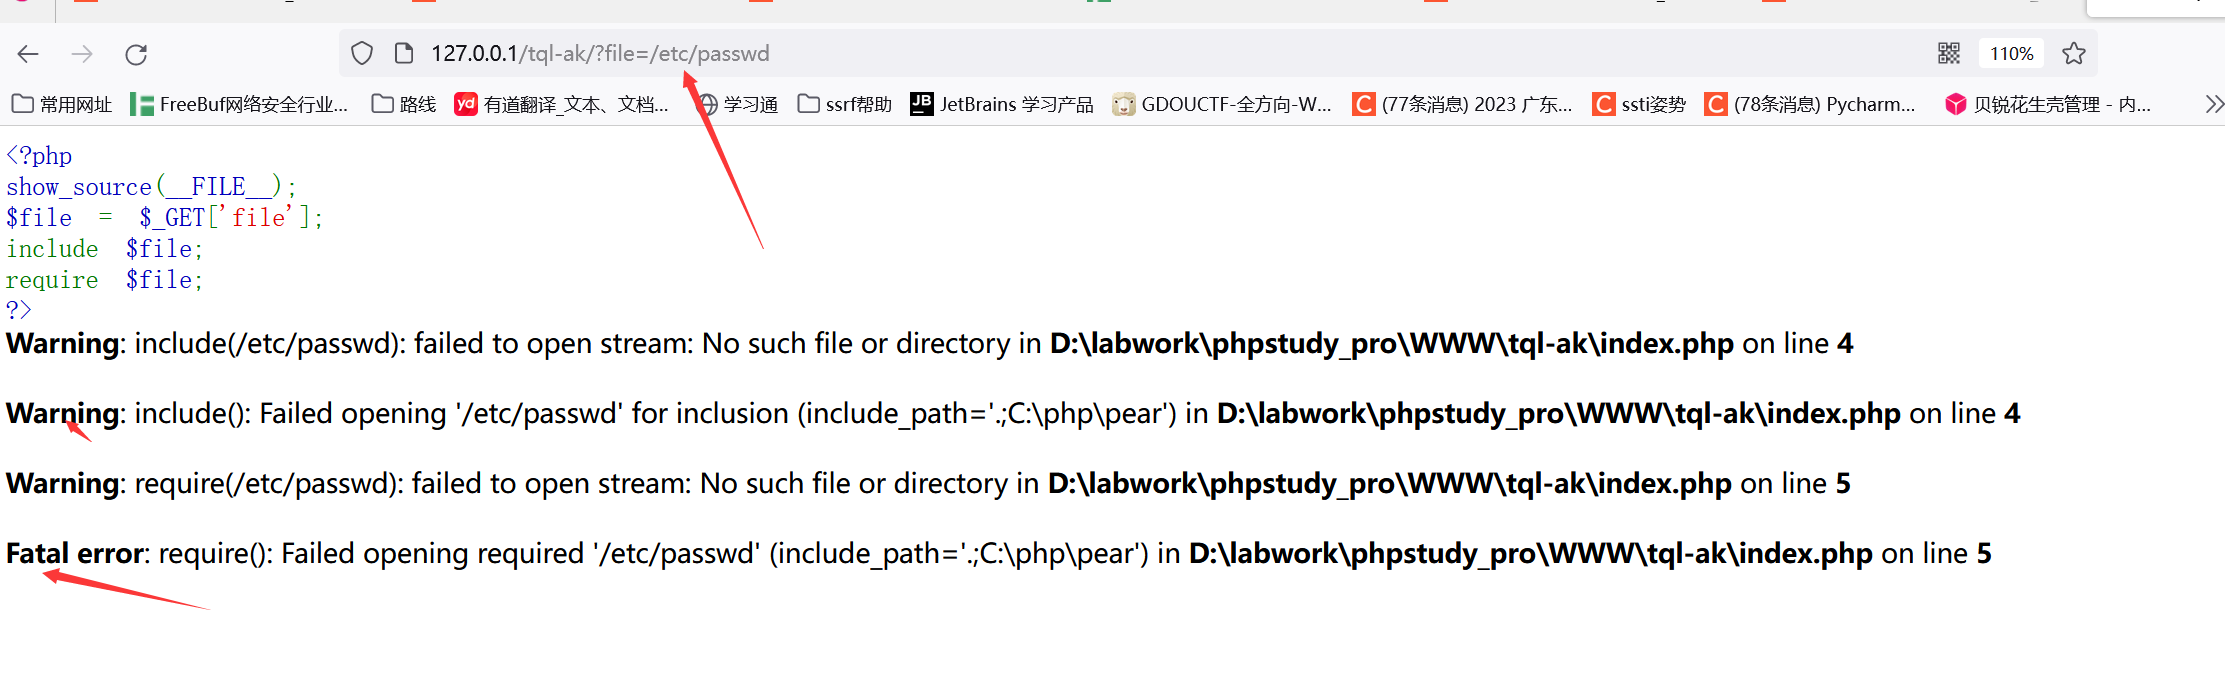 127.0.0.1/tql-ak/?file=/etc/passwd
110%
常用网址 FreeBuf网络安全行业... 路线 yd 有道翻译_文本、文档... 学习通 ssrf帮助 JB JetBrains 学习产品 GDOUCTF-全方向-W... C (77条消息) 2023 广东... C ssti姿势 C (78条消息) Pycharm... 贝锐花生壳管理 - 内...
<?php
show_source(__FILE__);
$file = $_GET['file'];
include $file;
require $file;
?>
Warning: include(/etc/passwd): failed to open stream: No such file or directory in D:\labwork\phpstudy_pro\WWW\tql-ak\index.php on line 4
Warning: include(): Failed opening '/etc/passwd' for inclusion (include_path='.;C:\php\pear') in D:\labwork\phpstudy_pro\WWW\tql-ak\index.php on line 4
Warning: require(/etc/passwd): failed to open stream: No such file or directory in D:\labwork\phpstudy_pro\WWW\tql-ak\index.php on line 5
Fatal error: require(): Failed opening required '/etc/passwd' (include_path='.;C:\php\pear') in D:\labwork\phpstudy_pro\WWW\tql-ak\index.php on line 5